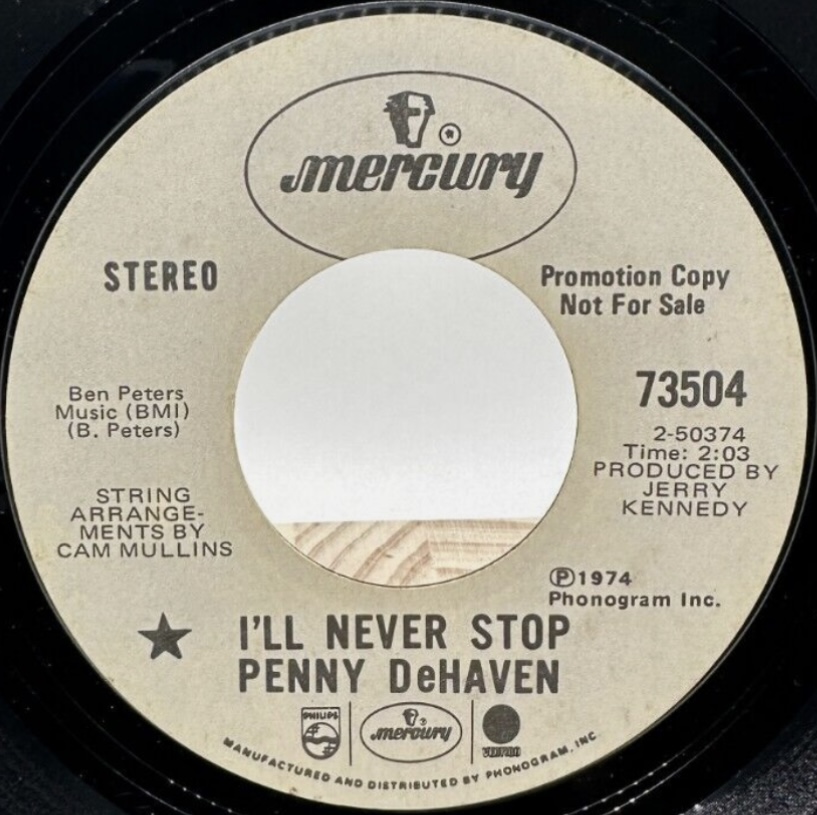 mercury
STEREO
Promotion Copy
Not For Sale
Ben Peters
Music (BMI)
(B. Peters)
STRING
ARRANGE-
MENTS BY
CAM MULLINS
73504
2-50374
Time: 2:03
PRODUCED BY
JERRY
KENNEDY
Ⓟ1974
Phonogram Inc.
I'LL NEVER STOP
PENNY DeHAVEN
PHILIPS
mercury
VERTIGO
MANUFACTURED AND DISTRIBUTED BY PHONOGRAM, INC.